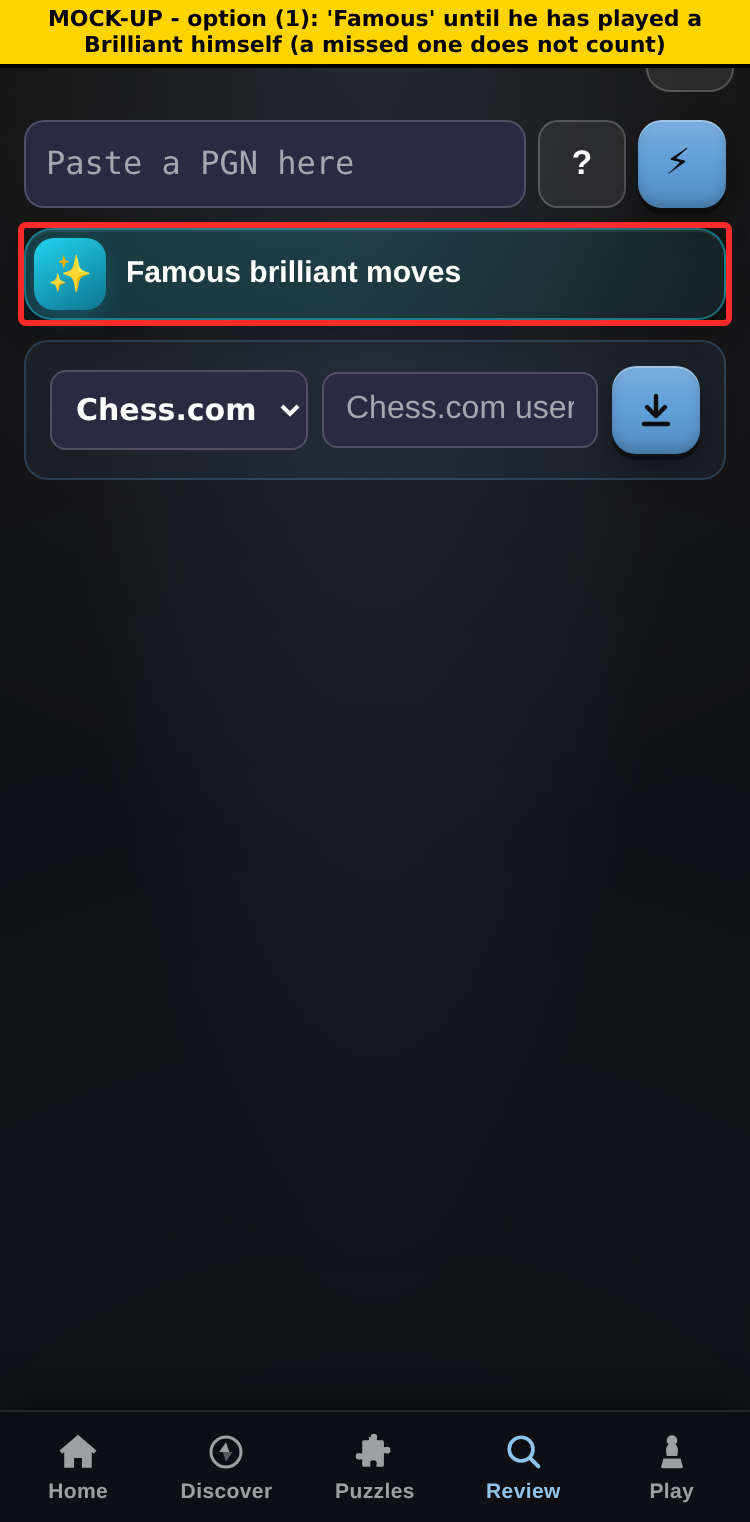 MOCK-UP - option (1): 'Famous' until he has played a
Brilliant himself (a missed one does not count)
Paste a PGN here
?
Famous brilliant moves
Chess.com
Chess.com user
Home
Discover
Puzzles
Review
Play